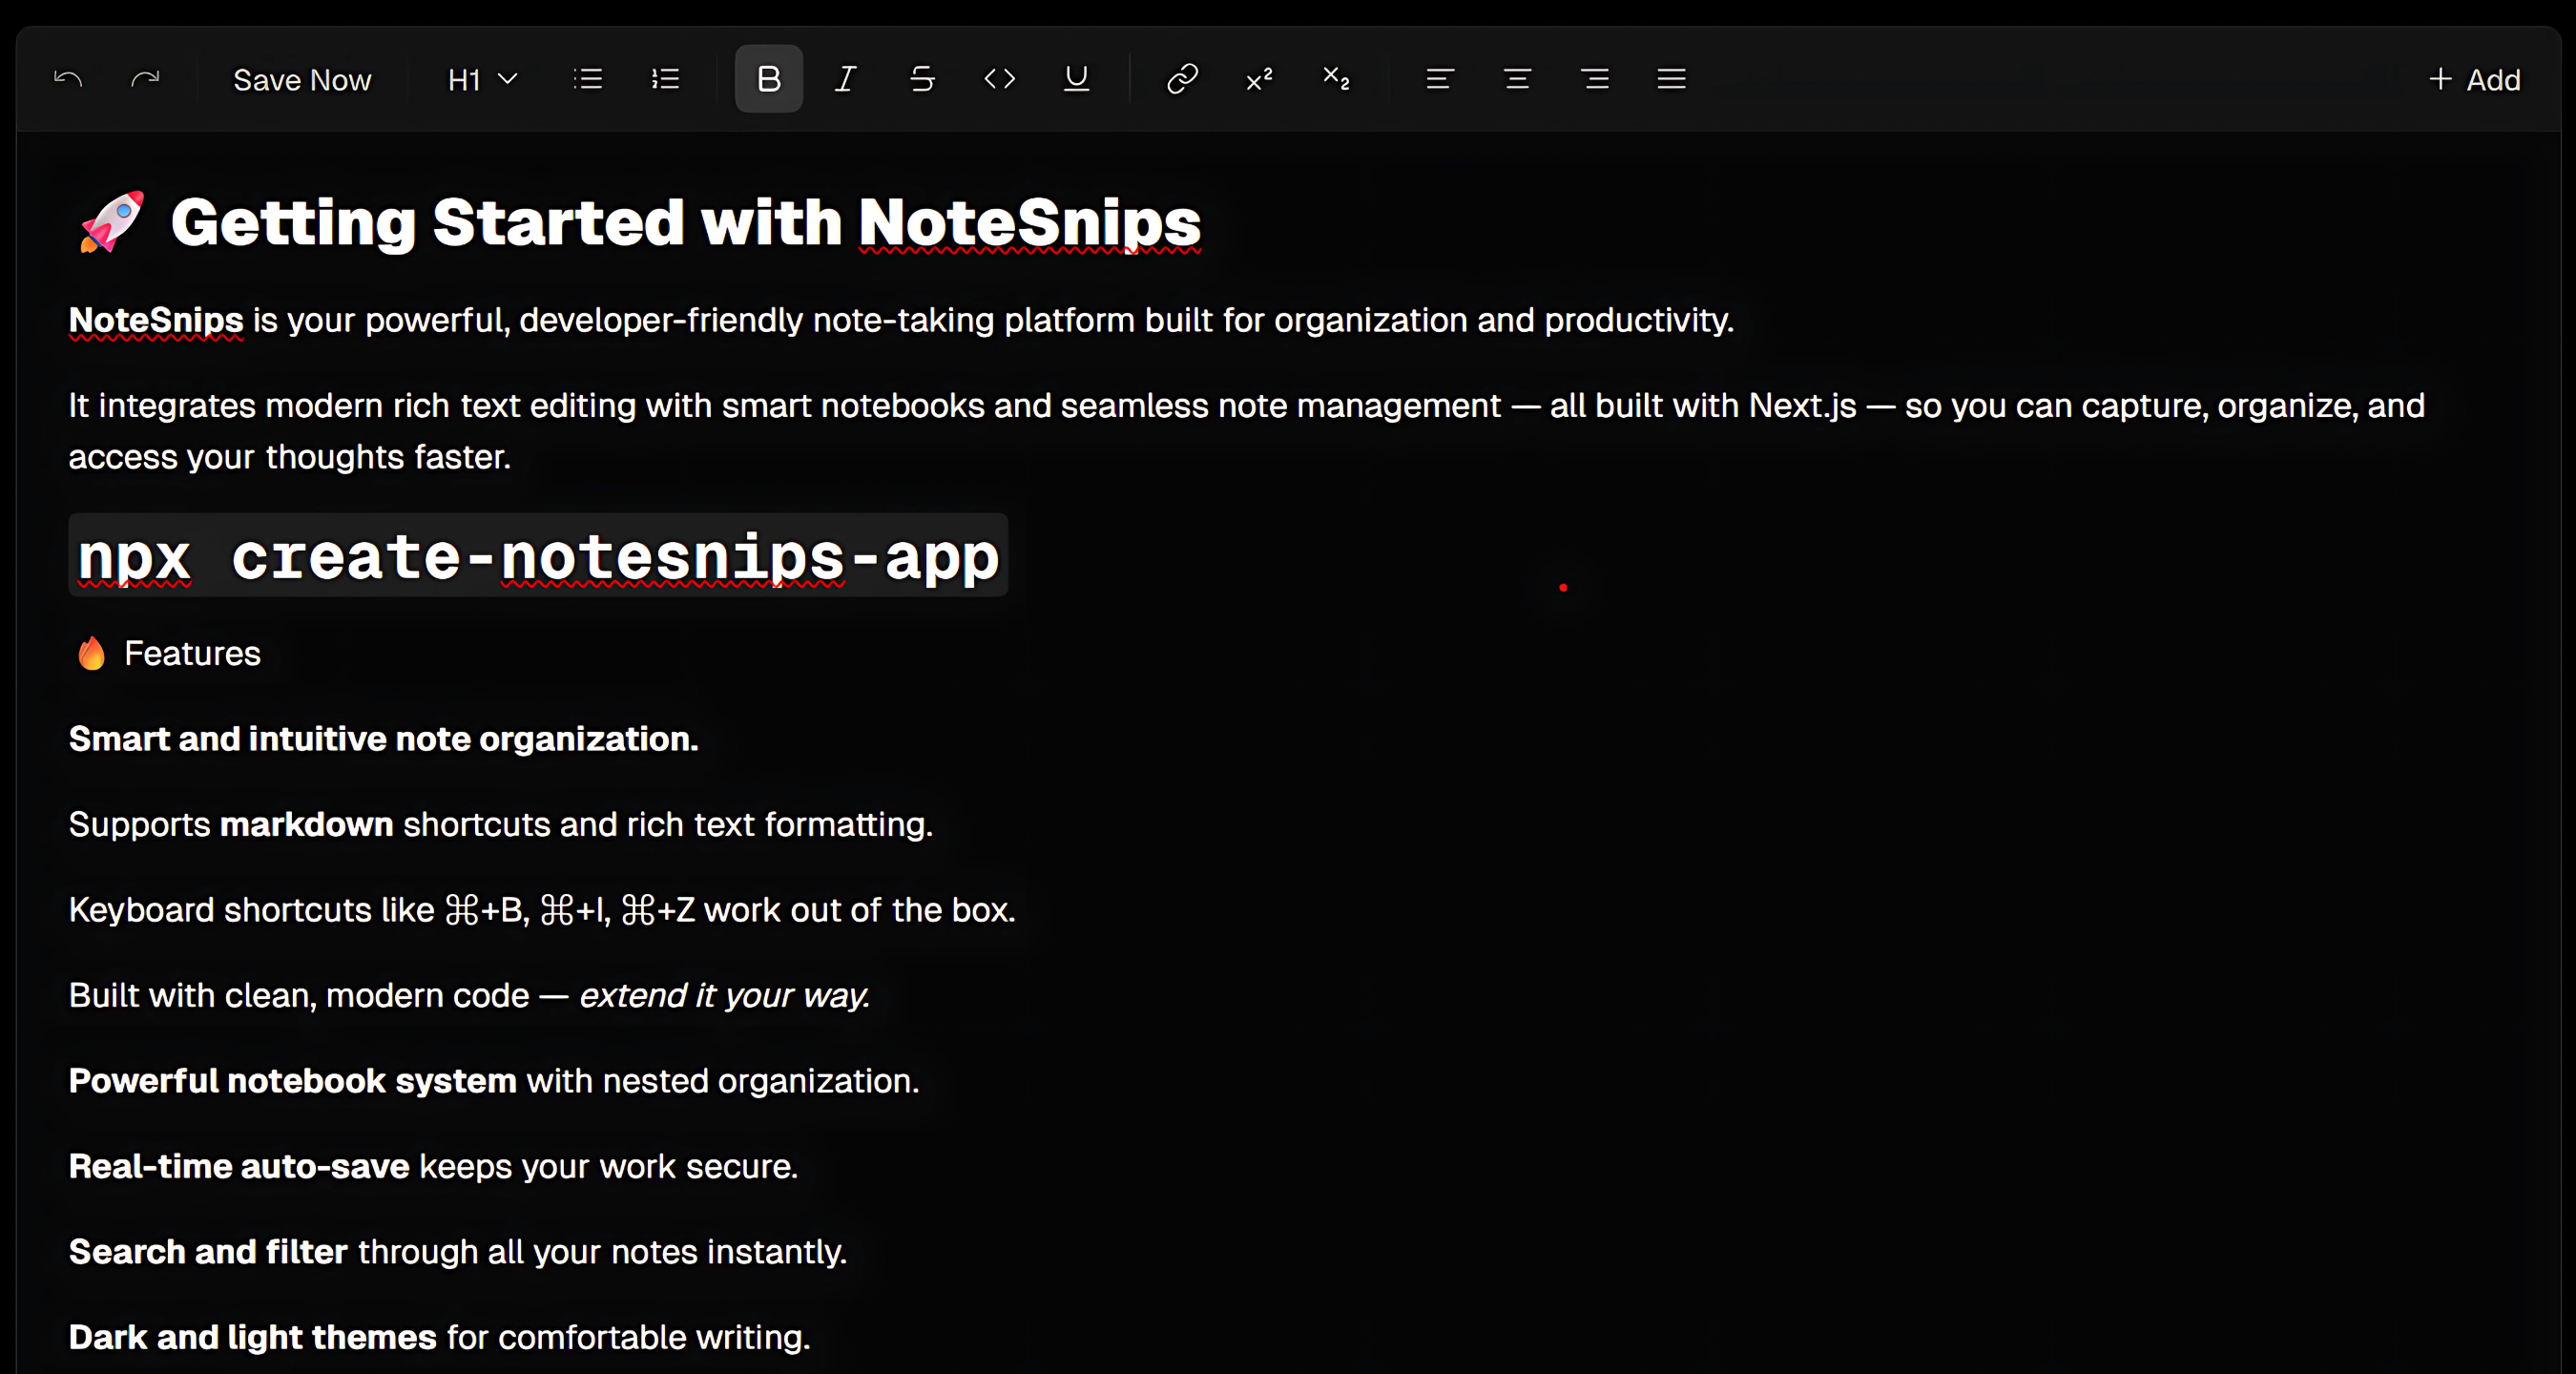 Save Now H1 B I S <> U x² x₂ + Add
🚀 Getting Started with NoteSnips
NoteSnips is your powerful, developer-friendly note-taking platform built for organization and productivity.
It integrates modern rich text editing with smart notebooks and seamless note management — all built with Next.js — so you can capture, organize, and
access your thoughts faster.
npx create-notesnips-app
🔥 Features
Smart and intuitive note organization.
Supports markdown shortcuts and rich text formatting.
Keyboard shortcuts like ⌘+B, ⌘+I, ⌘+Z work out of the box.
Built with clean, modern code — extend it your way.
Powerful notebook system with nested organization.
Real-time auto-save keeps your work secure.
Search and filter through all your notes instantly.
Dark and light themes for comfortable writing.